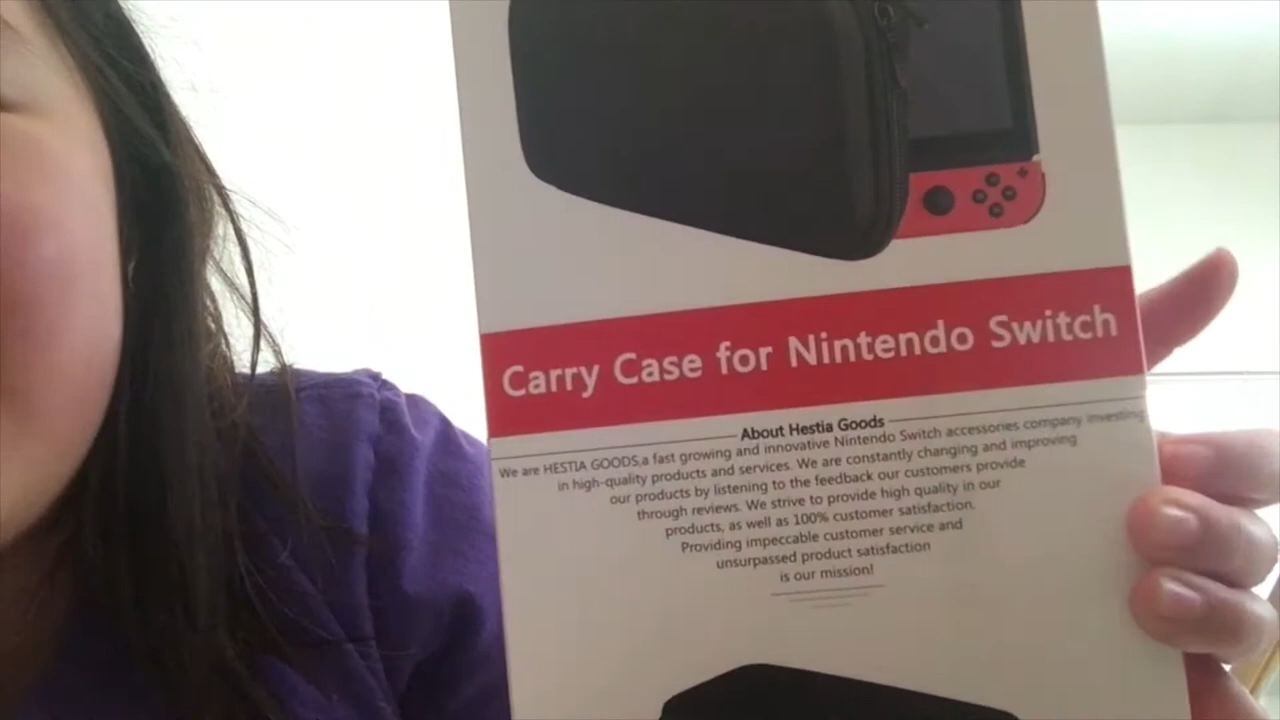 Carry Case for Nintendo Switch
About Hestia Goods
We are HESTIA GOODS,a fast growing and innovative Nintendo Switch accessories company investing
in high-quality products and services. We are constantly changing and improving
our products by listening to the feedback our customers provide
through reviews. We strive to provide high quality in our
products, as well as 100% customer satisfaction.
Providing impeccable customer service and
unsurpassed product satisfaction
is our mission!